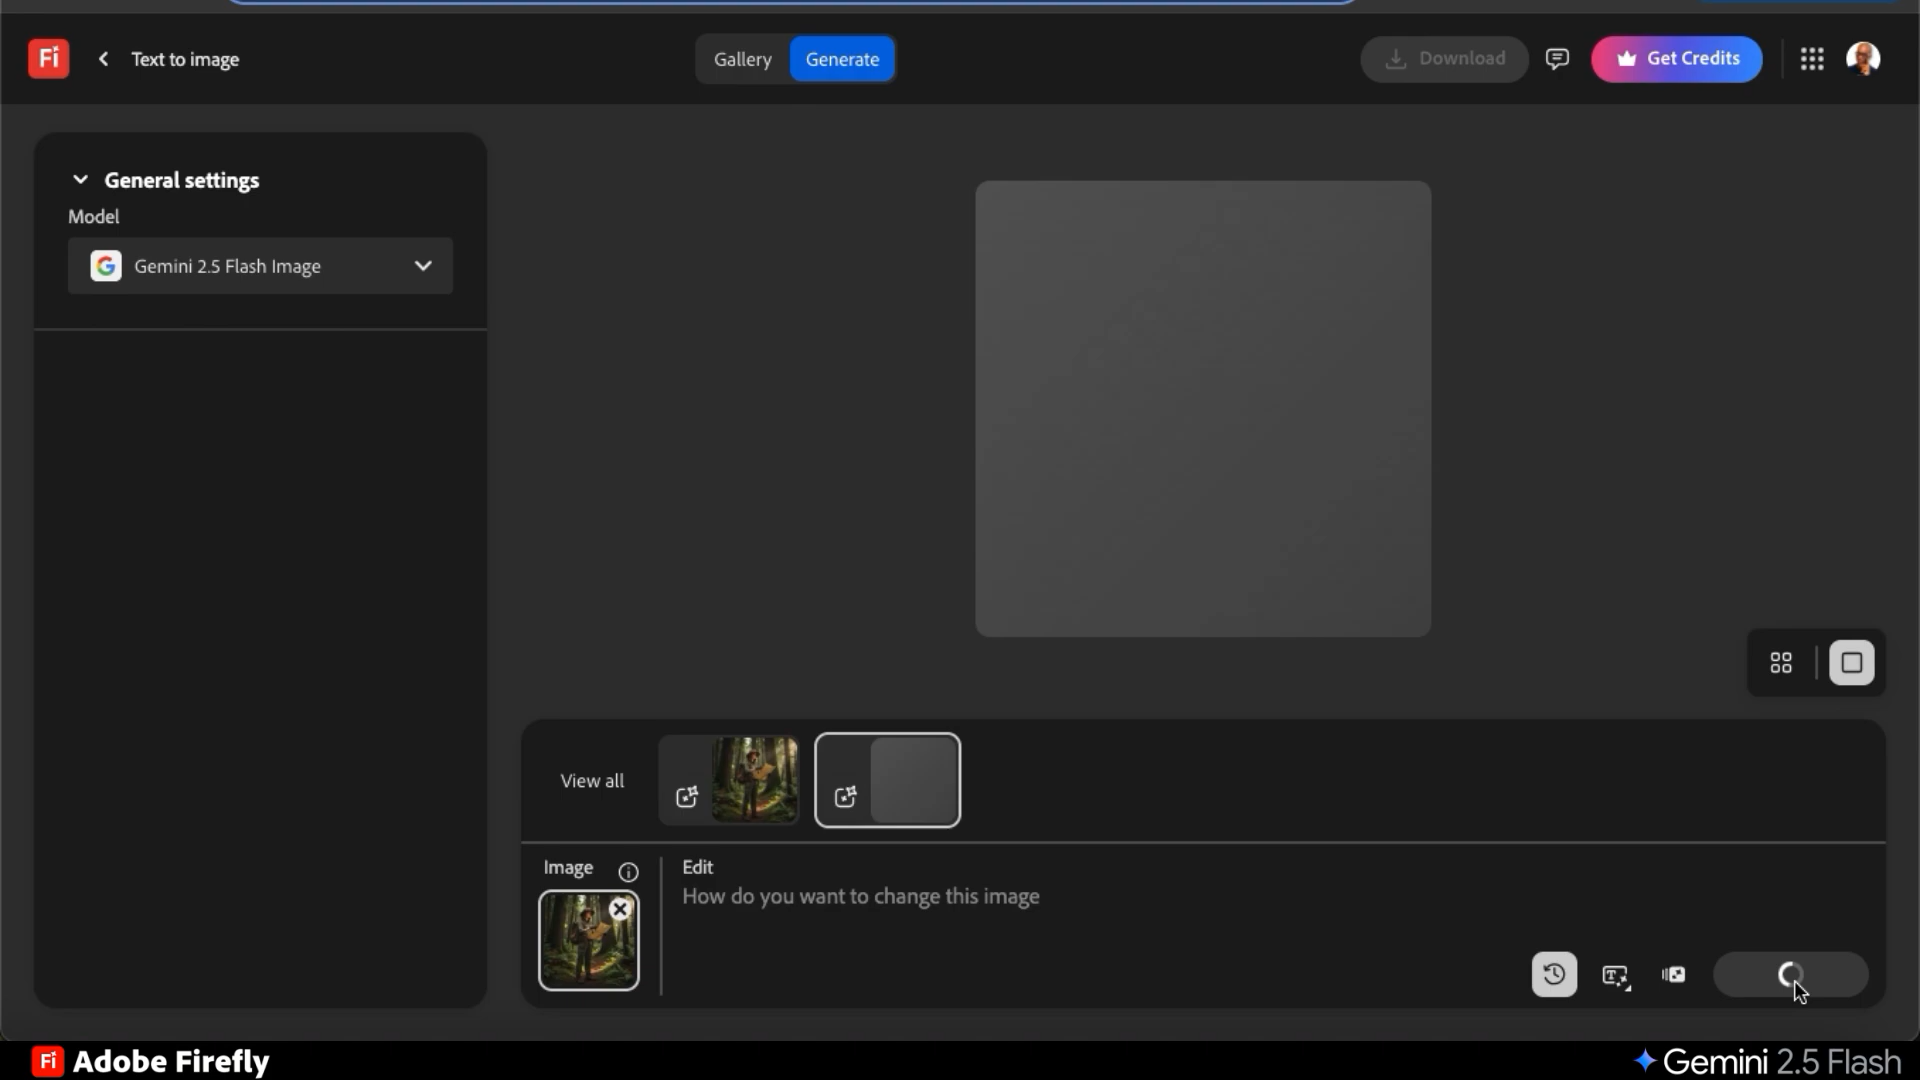 Fi
Text to image
Gallery
Generate
Download
Get Credits
General settings
Model
G
Gemini 2.5 Flash Image
View all
Image
Edit
How do you want to change this image
Fi Adobe Firefly
Gemini 2.5 Flash